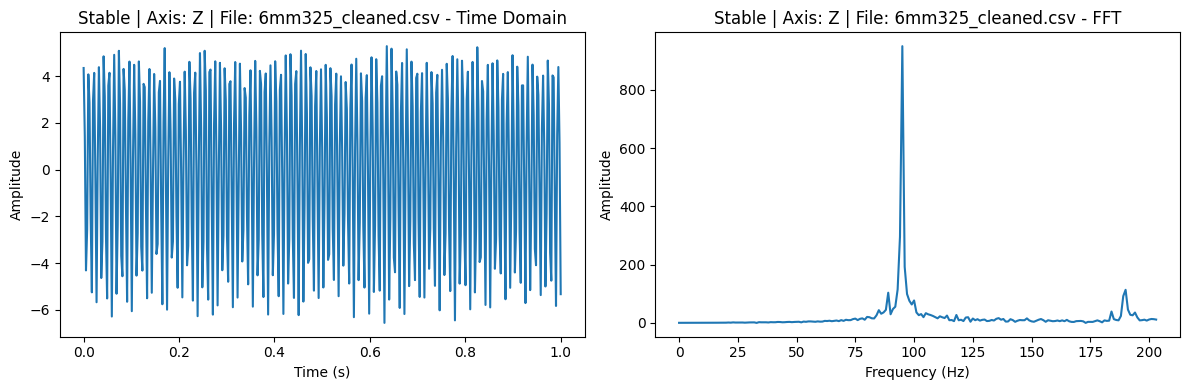 Stable | Axis: Z | File: 6mm325_cleaned.csv - Time Domain
Amplitude
4
2
0
−2
−4
−6
0.0 0.2 0.4 0.6 0.8 1.0
Time (s)
Stable | Axis: Z | File: 6mm325_cleaned.csv - FFT
Amplitude
800
600
400
200
0
0 25 50 75 100 125 150 175 200
Frequency (Hz)